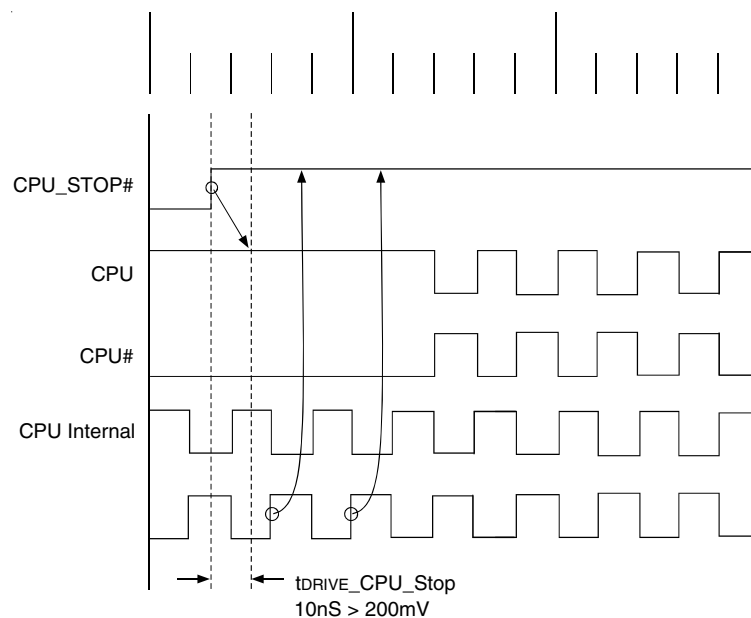 CPU_STOP#
CPU
CPU#
CPU Internal
tDRIVE_CPU_Stop
10nS > 200mV